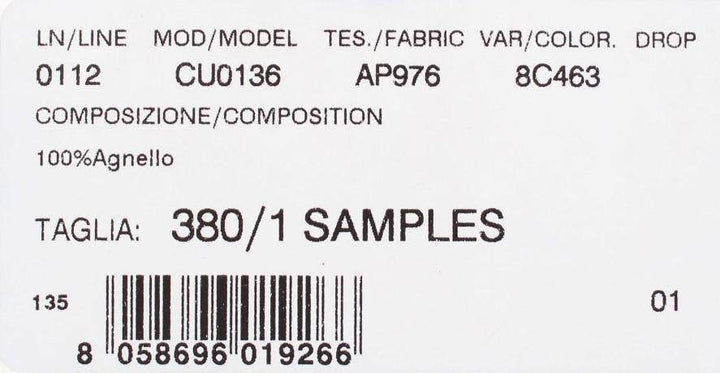 LN/LINE MOD/MODEL TES./FABRIC VAR/COLOR. DROP
0112 CU0136 AP976 8C463
COMPOSIZIONE/COMPOSITION
100%Agnello
TAGLIA: 380/1 SAMPLES
135 01
8 058696 019266